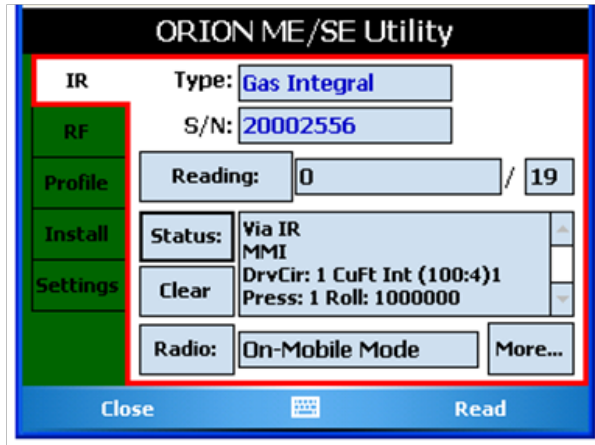 ORION ME/SE Utility
IR
Type: Gas Integral
RF
S/N: 20002556
Profile
Reading: 0 / 19
Install
Status: Via IR
MMI
DrvCir: 1 CuFt Int (100:4)1
Press: 1 Roll: 1000000
Settings
Clear
Radio: On-Mobile Mode More...
Close Read